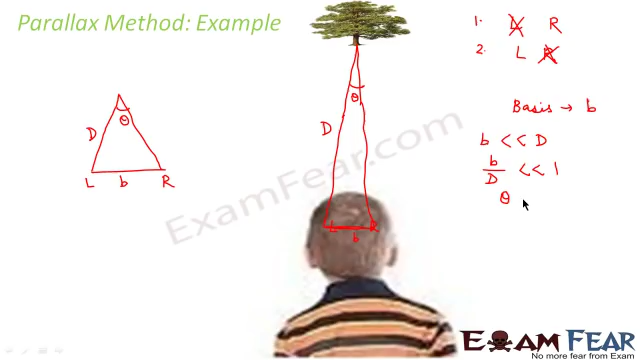 Parallax Method: Example
1. L R
2. L R
Basis → b
b << D
b/D << 1
θ
D
θ
L b R
θ
D
L R
b
ExamFear.com
EXAM FEAR
No more fear from Exam